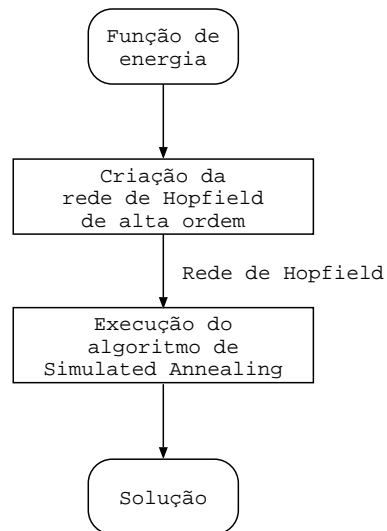 Função de
energia
Criação da
rede de Hopfield
de alta ordem
Rede de Hopfield
Execução do
algoritmo de
Simulated Annealing
Solução